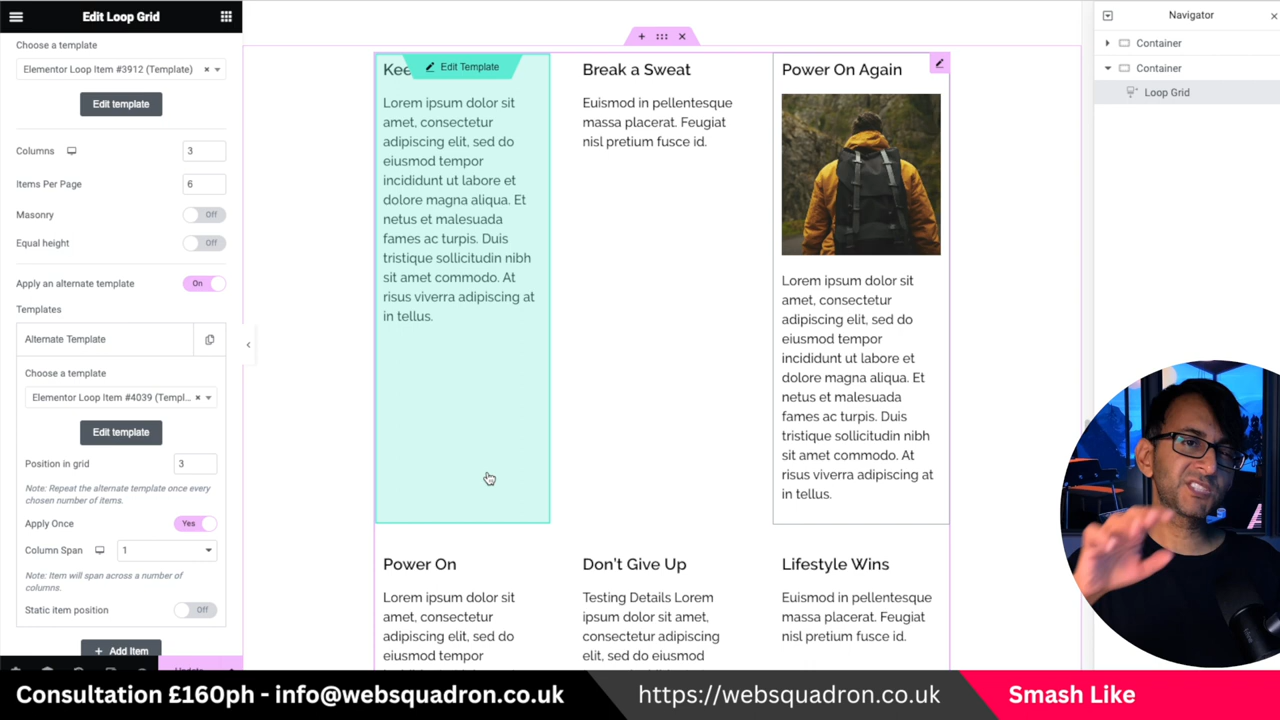 Edit Loop Grid
Choose a template
Elementor Loop Item #3912 (Template)
Edit template
Columns
3
Items Per Page
6
Masonry
Off
Equal height
Off
Apply an alternate template
On
Templates
Alternate Template
Choose a template
Elementor Loop Item #4039 (Templ...
Edit template
Position in grid
3
Note: Repeat the alternate template once every
chosen number of items.
Apply Once
Yes
Column Span
1
Note: Item will span across a number of
columns.
Static item position
Off
+ Add Item
Update
Edit Template
Lorem ipsum dolor sit
amet, consectetur
adipiscing elit, sed do
eiusmod tempor
incididunt ut labore et
dolore magna aliqua. Et
netus et malesuada
fames ac turpis. Duis
tristique sollicitudin nibh
sit amet commodo. At
risus viverra adipiscing at
in tellus.
Break a Sweat
Euismod in pellentesque
massa placerat. Feugiat
nisl pretium fusce id.
Power On Again
Lorem ipsum dolor sit
amet, consectetur
adipiscing elit, sed do
eiusmod tempor
incididunt ut labore et
dolore magna aliqua. Et
netus et malesuada
fames ac turpis. Duis
tristique sollicitudin nibh
sit amet commodo. At
risus viverra adipiscing at
in tellus.
Power On
Lorem ipsum dolor sit
amet, consectetur
adipiscing elit, sed do
eiusmod tempor
Don't Give Up
Testing Details Lorem
ipsum dolor sit amet,
consectetur adipiscing
elit, sed do eiusmod
Lifestyle Wins
Euismod in pellentesque
massa placerat. Feugiat
nisl pretium fusce id.
Navigator
Container
Container
Loop Grid
Consultation £160ph - info@websquadron.co.uk
https://websquadron.co.uk
Smash Like